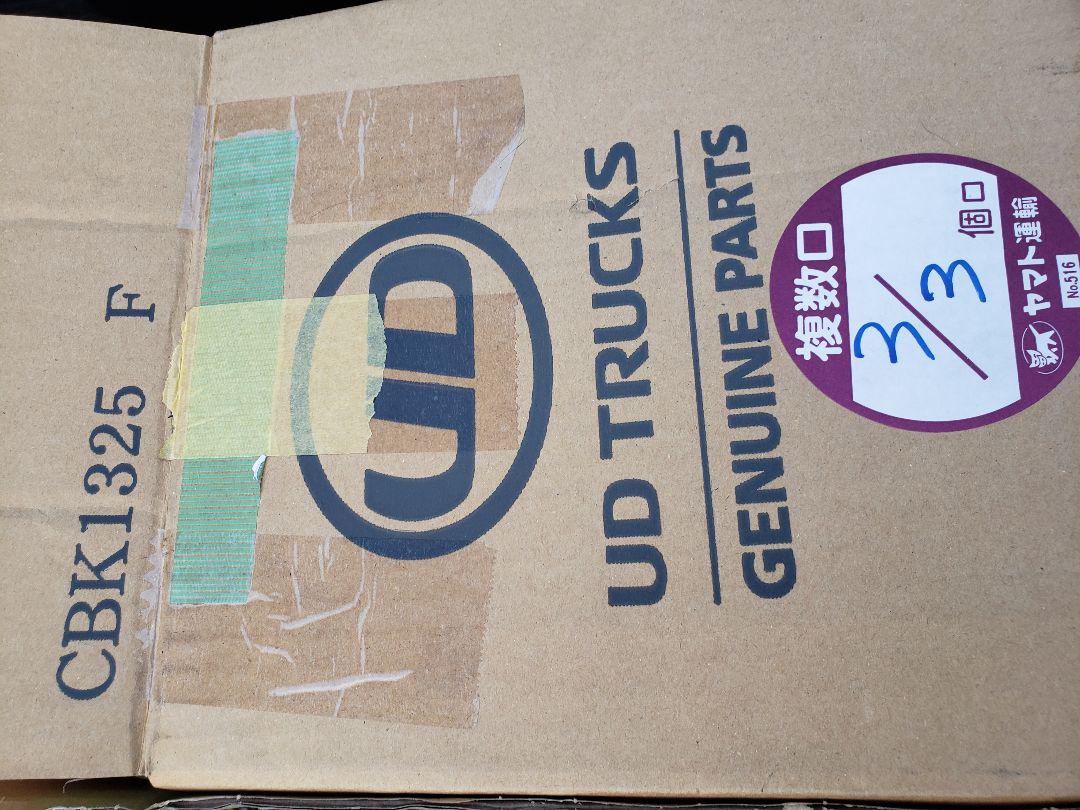 CBK1325 F
UD
UD TRUCKS
GENUINE PARTS
複数口
3/3
個口
ヤマト運輸
No.516